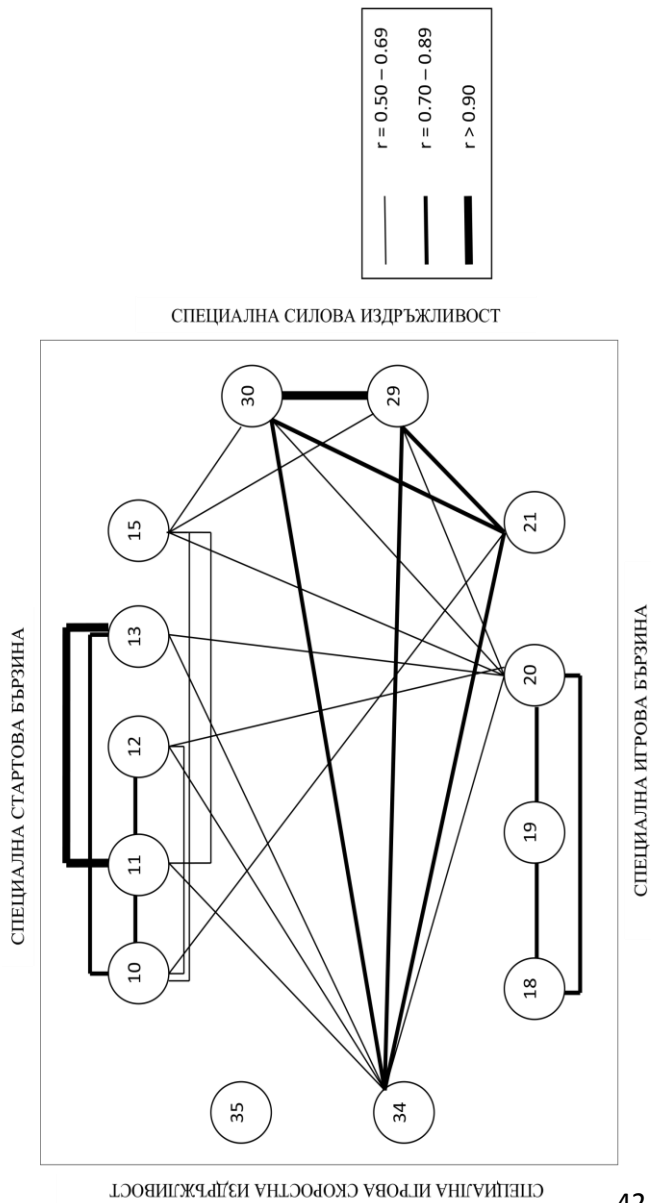 СПЕЦИАЛНА СТАРТОВА БЪРЗИНА
10
11
12
13
15
СПЕЦИАЛНА ИГРОВА СКОРОСТНА ИЗДРЪЖЛИВОСТ
35
34
30
29
СПЕЦИАЛНА СИЛОВА ИЗДРЪЖЛИВОСТ
18
19
20
21
СПЕЦИАЛНА ИГРОВА БЪРЗИНА
r = 0.50 – 0.69
r = 0.70 – 0.89
r > 0.90
42